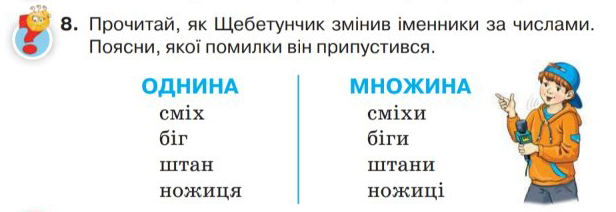 8. Прочитай, як Щебетунчик змінив іменники за числами.
Поясни, якої помилки він припустився.
ОДНИНА МНОЖИНА
сміх сміхи
біг біги
штан штани
ножиця ножиці